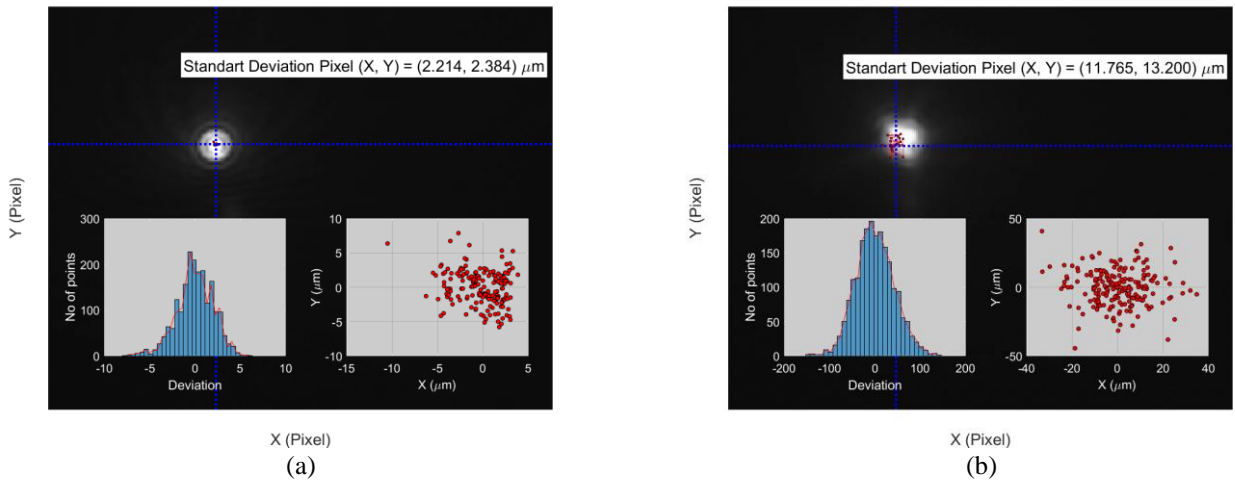 Standart Deviation Pixel (X, Y) = (2.214, 2.384) μm
Y (Pixel)
300
200
100
0
No of points
-10 -5 0 5 10
Deviation
10
5
0
-5
-10
Y (μm)
-15 -10 -5 0 5
X (μm)
X (Pixel)
(a)
Standart Deviation Pixel (X, Y) = (11.765, 13.200) μm
Y (Pixel)
200
150
100
50
0
No of points
-200 -100 0 100 200
Deviation
50
0
-50
Y (μm)
-40 -20 0 20 40
X (μm)
X (Pixel)
(b)